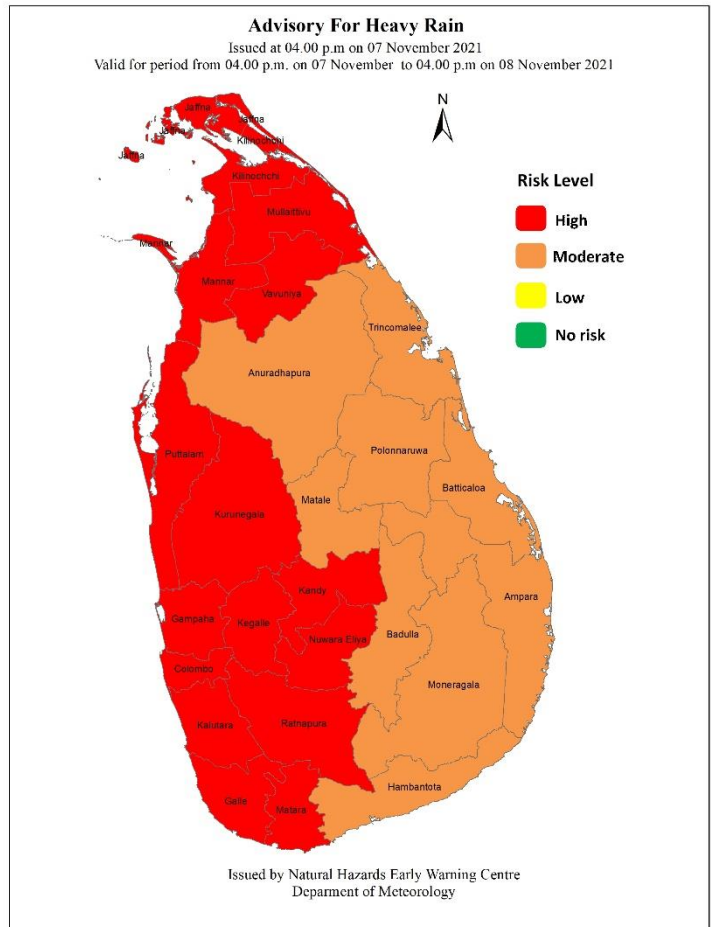 Advisory For Heavy Rain
Issued at 04.00 p.m on 07 November 2021
Valid for period from 04.00 p.m. on 07 November to 04.00 p.m on 08 November 2021
N
Jaffna
Jaffna
Jaffna
Kilinochchi
Jaffna
Kilinochchi
Mullaittivu
Mannar
Mannar
Vavuniya
Trincomalee
Anuradhapura
Polonnaruwa
Puttalam
Batticaloa
Matale
Kurunegala
Kandy
Ampara
Gampaha
Kegalle
Nuwara Eliya
Badulla
Colombo
Moneragala
Kalutara
Ratnapura
Hambantota
Galle
Matara
Risk Level
High
Moderate
Low
No risk
Issued by Natural Hazards Early Warning Centre
Deparment of Meteorology